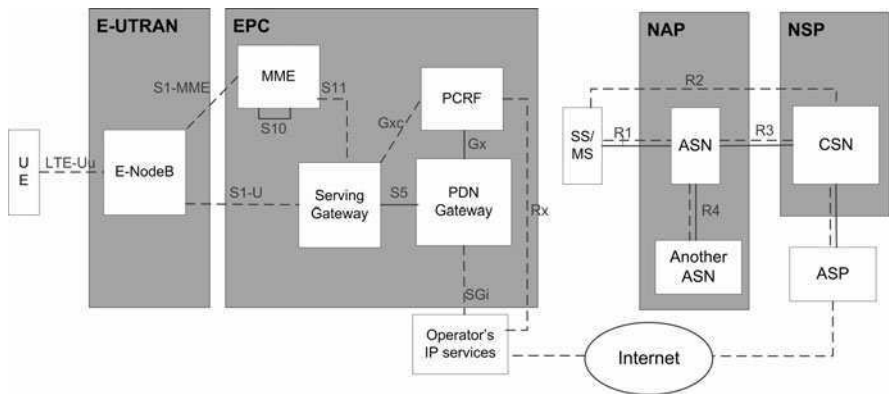 E-UTRAN
EPC
NAP
NSP
MME
S1-MME
S11
S10
PCRF
Gxc
Gx
R2
SS/
MS
R1
ASN
R3
CSN
U
E
LTE-Uu
E-NodeB
S1-U
Serving
Gateway
S5
PDN
Gateway
Rx
R4
Another
ASN
ASP
SGi
Operator's
IP services
Internet